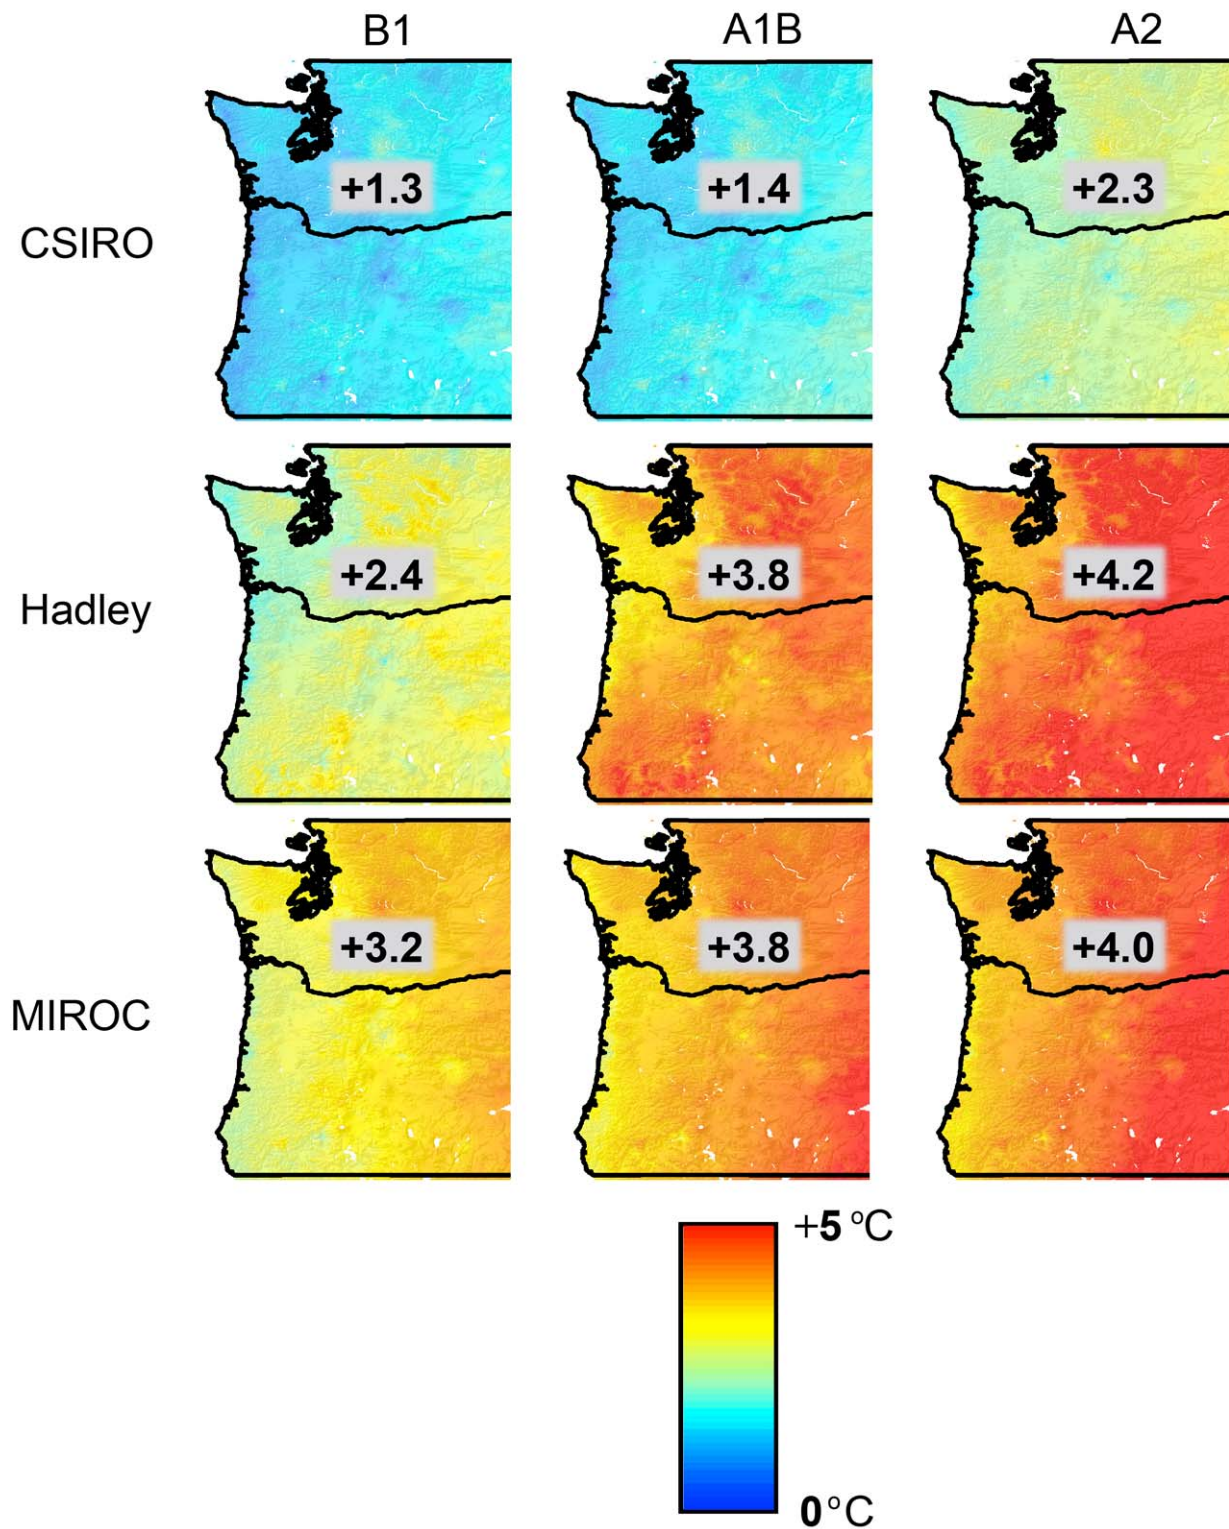 B1 A1B A2
CSIRO +1.3 +1.4 +2.3
Hadley +2.4 +3.8 +4.2
MIROC +3.2 +3.8 +4.0
+5 °C
0 °C